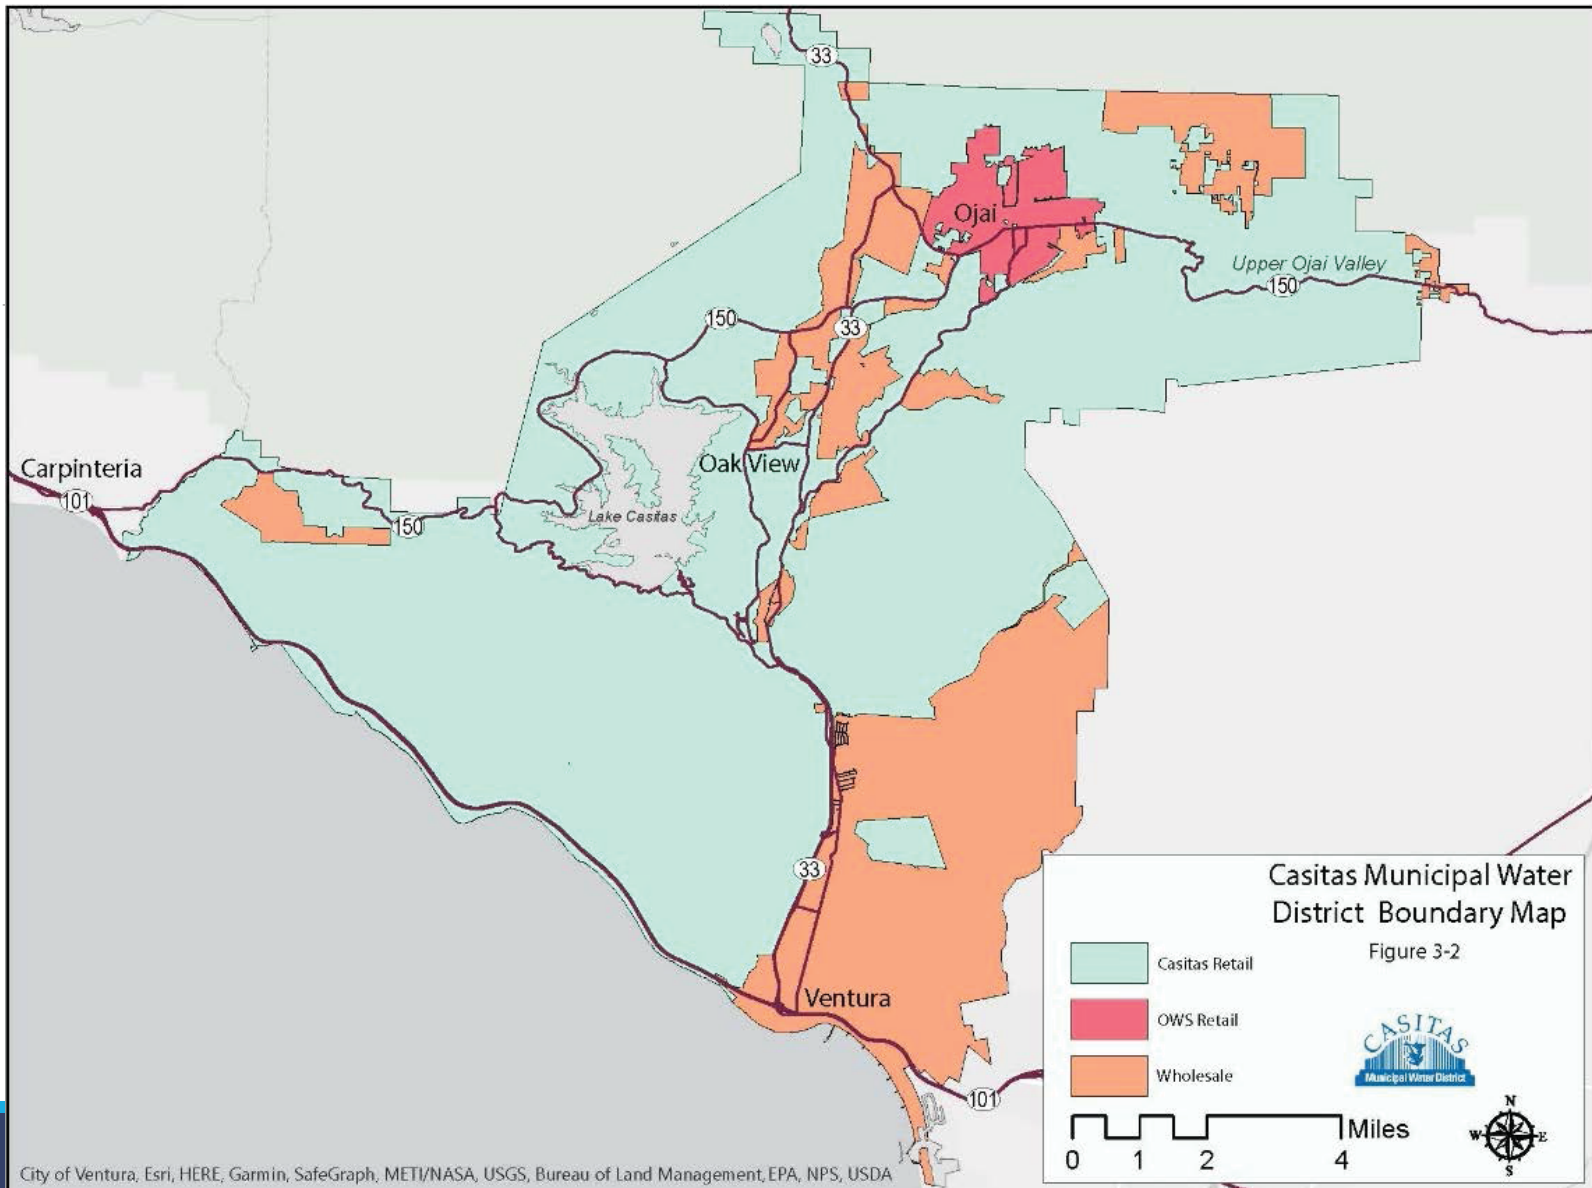 33
Ojai
Upper Ojai Valley
150
150
33
Carpinteria
101
Oak View
Lake Casitas
150
33
Ventura
101
Casitas Municipal Water
District Boundary Map
Figure 3-2
Casitas Retail
OWS Retail
Wholesale
CASITAS
Municipal Water District
Miles
0 1 2 4
N
W E
S
City of Ventura, Esri, HERE, Garmin, SafeGraph, METI/NASA, USGS, Bureau of Land Management, EPA, NPS, USDA